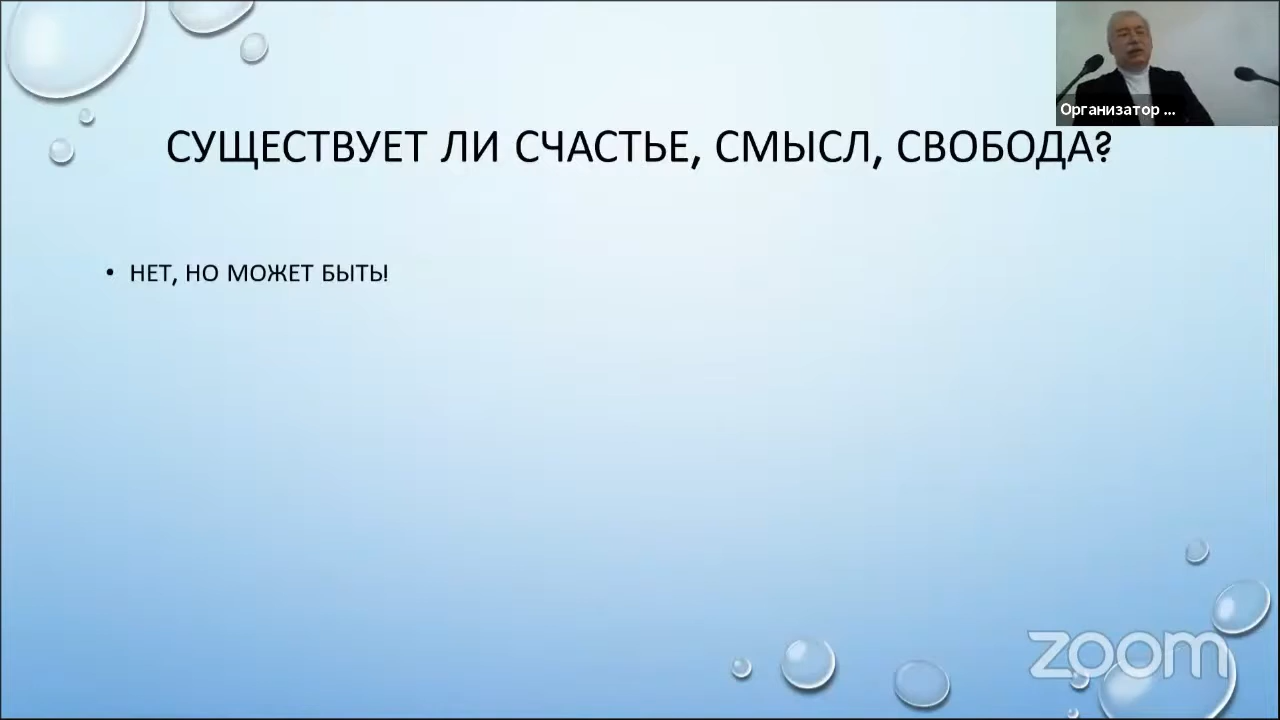 Организатор ...
СУЩЕСТВУЕТ ЛИ СЧАСТЬЕ, СМЫСЛ, СВОБОДА?
• НЕТ, НО МОЖЕТ БЫТЬ!
zoom